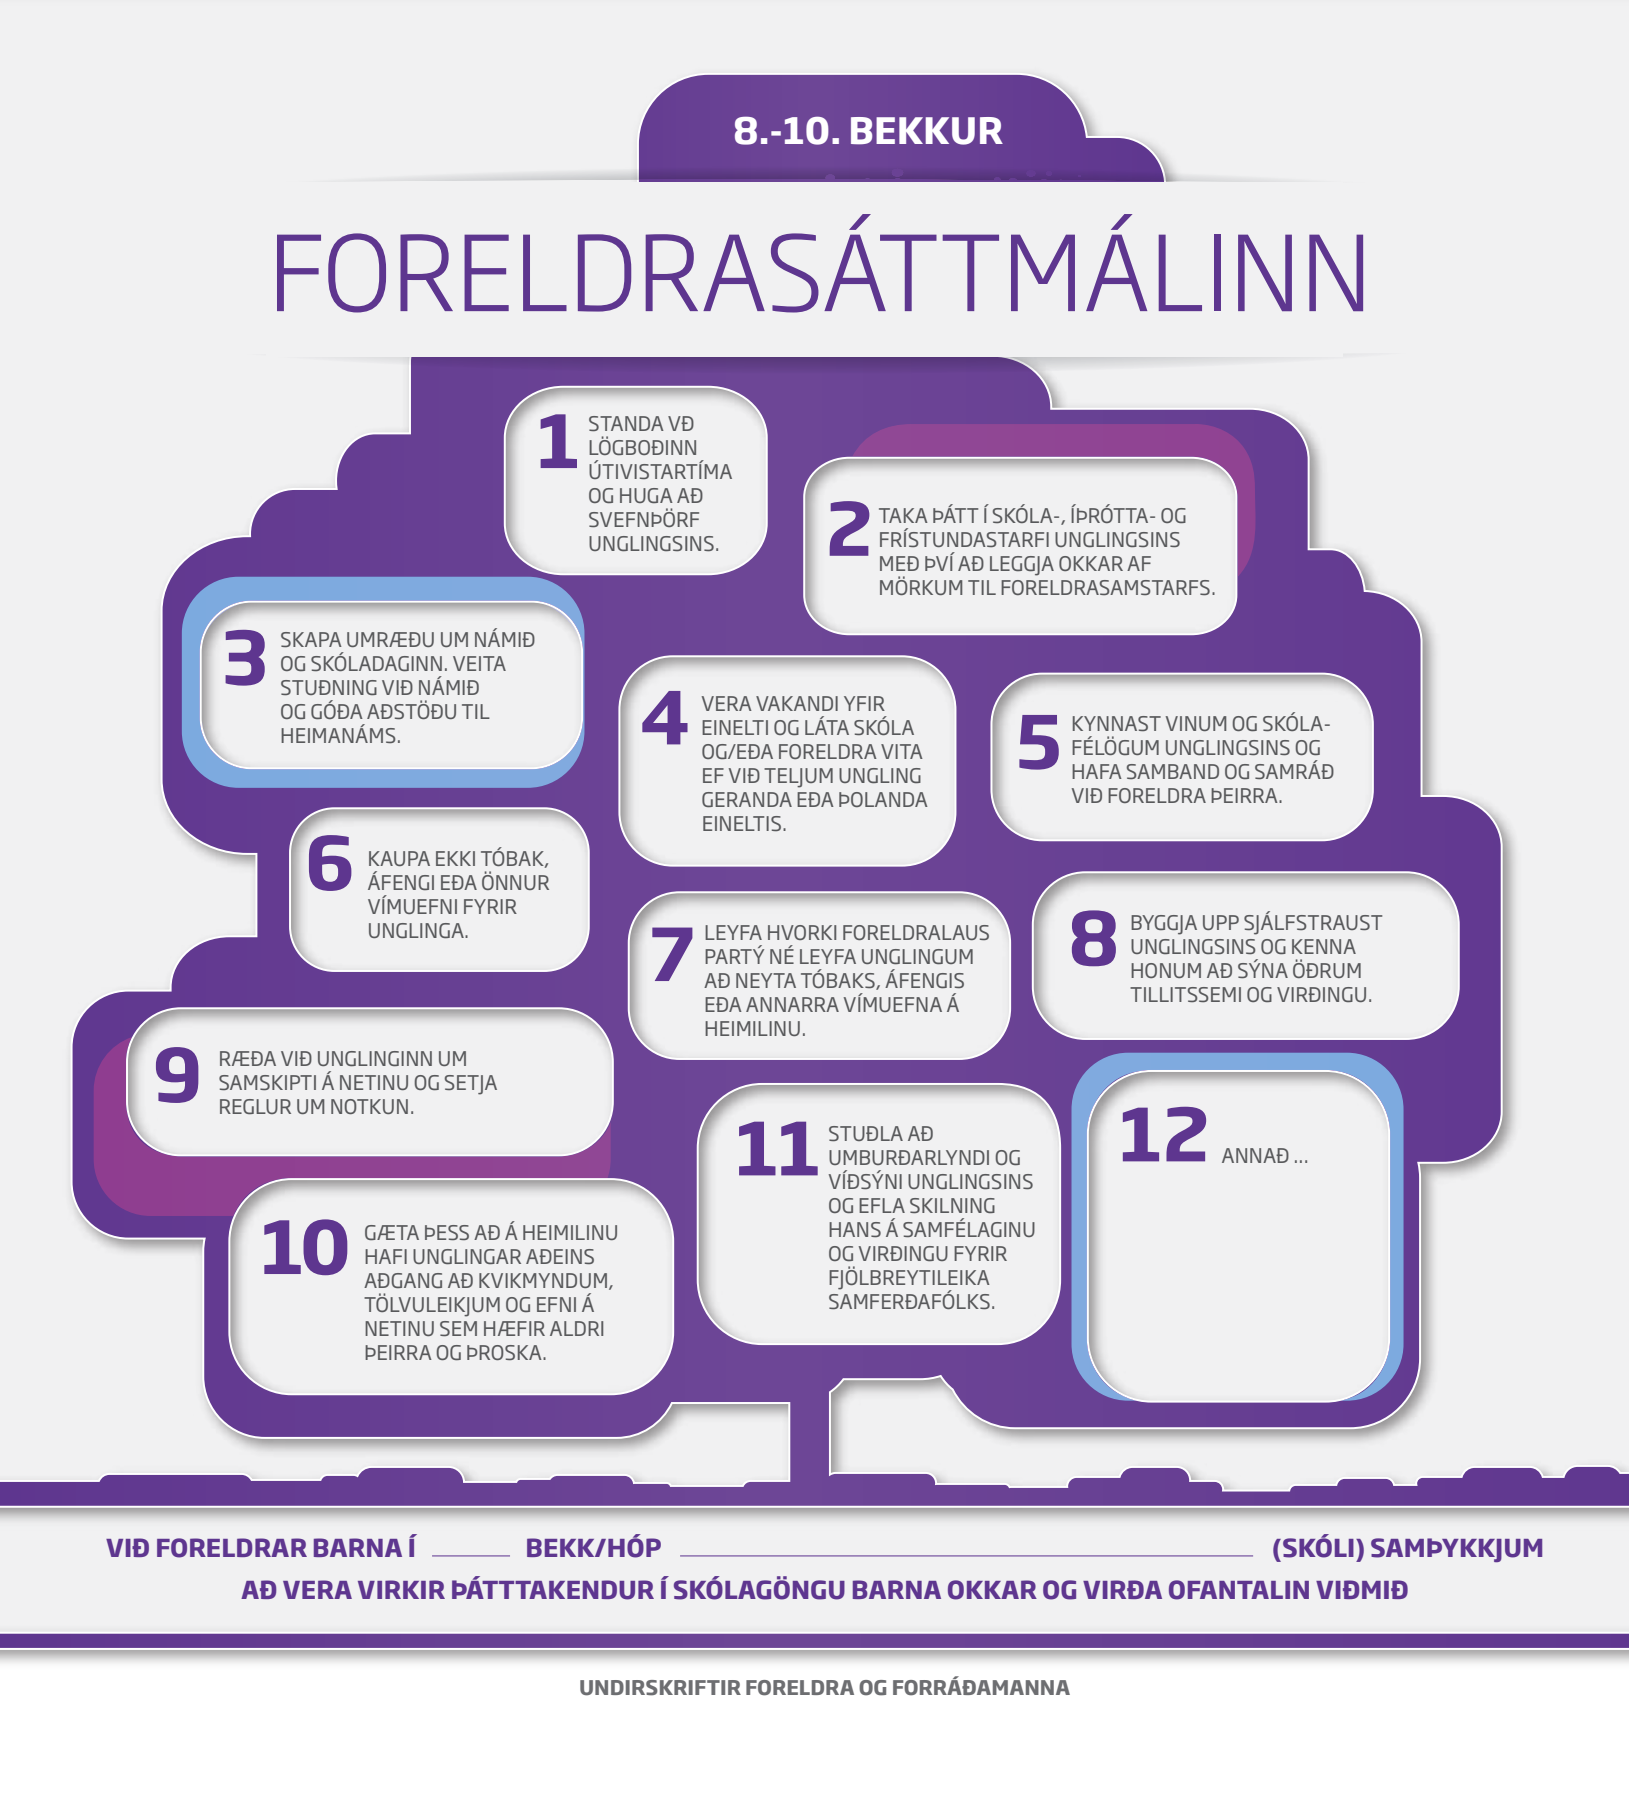 8.-10. BEKKUR
FORELDRASÁTTMÁLINN
1
STANDA VÐ
LÖGBOÐINN
ÚTIVISTARTÍMA
OG HUGA AÐ
SVEFNÞÖRF
UNGLINGSINS.
2
TAKA ÞÁTT Í SKÓLA-, ÍÞRÓTTA- OG
FRÍSTUNDASTARFI UNGLINGSINS
MEÐ ÞVÍ AÐ LEGGJA OKKAR AF
MÖRKUM TIL FORELDRASAMSTARFS.
3
SKAPA UMRÆÐU UM NÁMIÐ
OG SKÓLADAGINN. VEITA
STUÐNING VIÐ NÁMIÐ
OG GÓÐA AÐSTÖÐU TIL
HEIMANÁMS.
4
VERA VAKANDI YFIR
EINELTI OG LÁTA SKÓLA
OG/EÐA FORELDRA VITA
EF VIÐ TELJUM UNGLING
GERANDA EÐA ÞOLANDA
EINELTIS.
5
KYNNAST VINUM OG SKÓLA-
FÉLÖGUM UNGLINGSINS OG
HAFA SAMBAND OG SAMRÁÐ
VIÐ FORELDRA ÞEIRRA.
6
KAUPA EKKI TÓBAK,
ÁFENGI EÐA ÖNNUR
VÍMUEFNI FYRIR
UNGLINGA.
7
LEYFA HVORKI FORELDRALAUS
PARTÝ NÉ LEYFA UNGLINGUM
AÐ NEYTA TÓBAKS, ÁFENGIS
EÐA ANNARRA VÍMUEFNA Á
HEIMILINU.
8
BYGGJA UPP SJÁLFSTRAUST
UNGLINGSINS OG KENNA
HONUM AÐ SÝNA ÖÐRUM
TILLITSSEMI OG VIRÐINGU.
9
RÆÐA VIÐ UNGLINGINN UM
SAMSKIPTI Á NETINU OG SETJA
REGLUR UM NOTKUN.
10
GÆTA ÞESS AÐ Á HEIMILINU
HAFI UNGLINGAR AÐEINS
AÐGANG AÐ KVIKMYNDUM,
TÖLVULEIKJUM OG EFNI Á
NETINU SEM HÆFIR ALDRI
ÞEIRRA OG ÞROSKA.
11
STUÐLA AÐ
UMBURÐARLYNDI OG
VÍÐSÝNI UNGLINGSINS
OG EFLA SKILNING
HANS Á SAMFÉLAGINU
OG VIRÐINGU FYRIR
FJÖLBREYTILEIKA
SAMFERÐAFÓLKS.
12 ANNAÐ ...
VIÐ FORELDRAR BARNA Í ______ BEKK/HÓP ______________________ (SKÓLI) SAMÞYKKJUM
AÐ VERA VIRKIR ÞÁTTTAKENDUR Í SKÓLAGÖNGU BARNA OKKAR OG VIRÐA OFANTALIN VIÐMIÐ
UNDIRSKRIFTIR FORELDRA OG FORRÁÐAMANNA